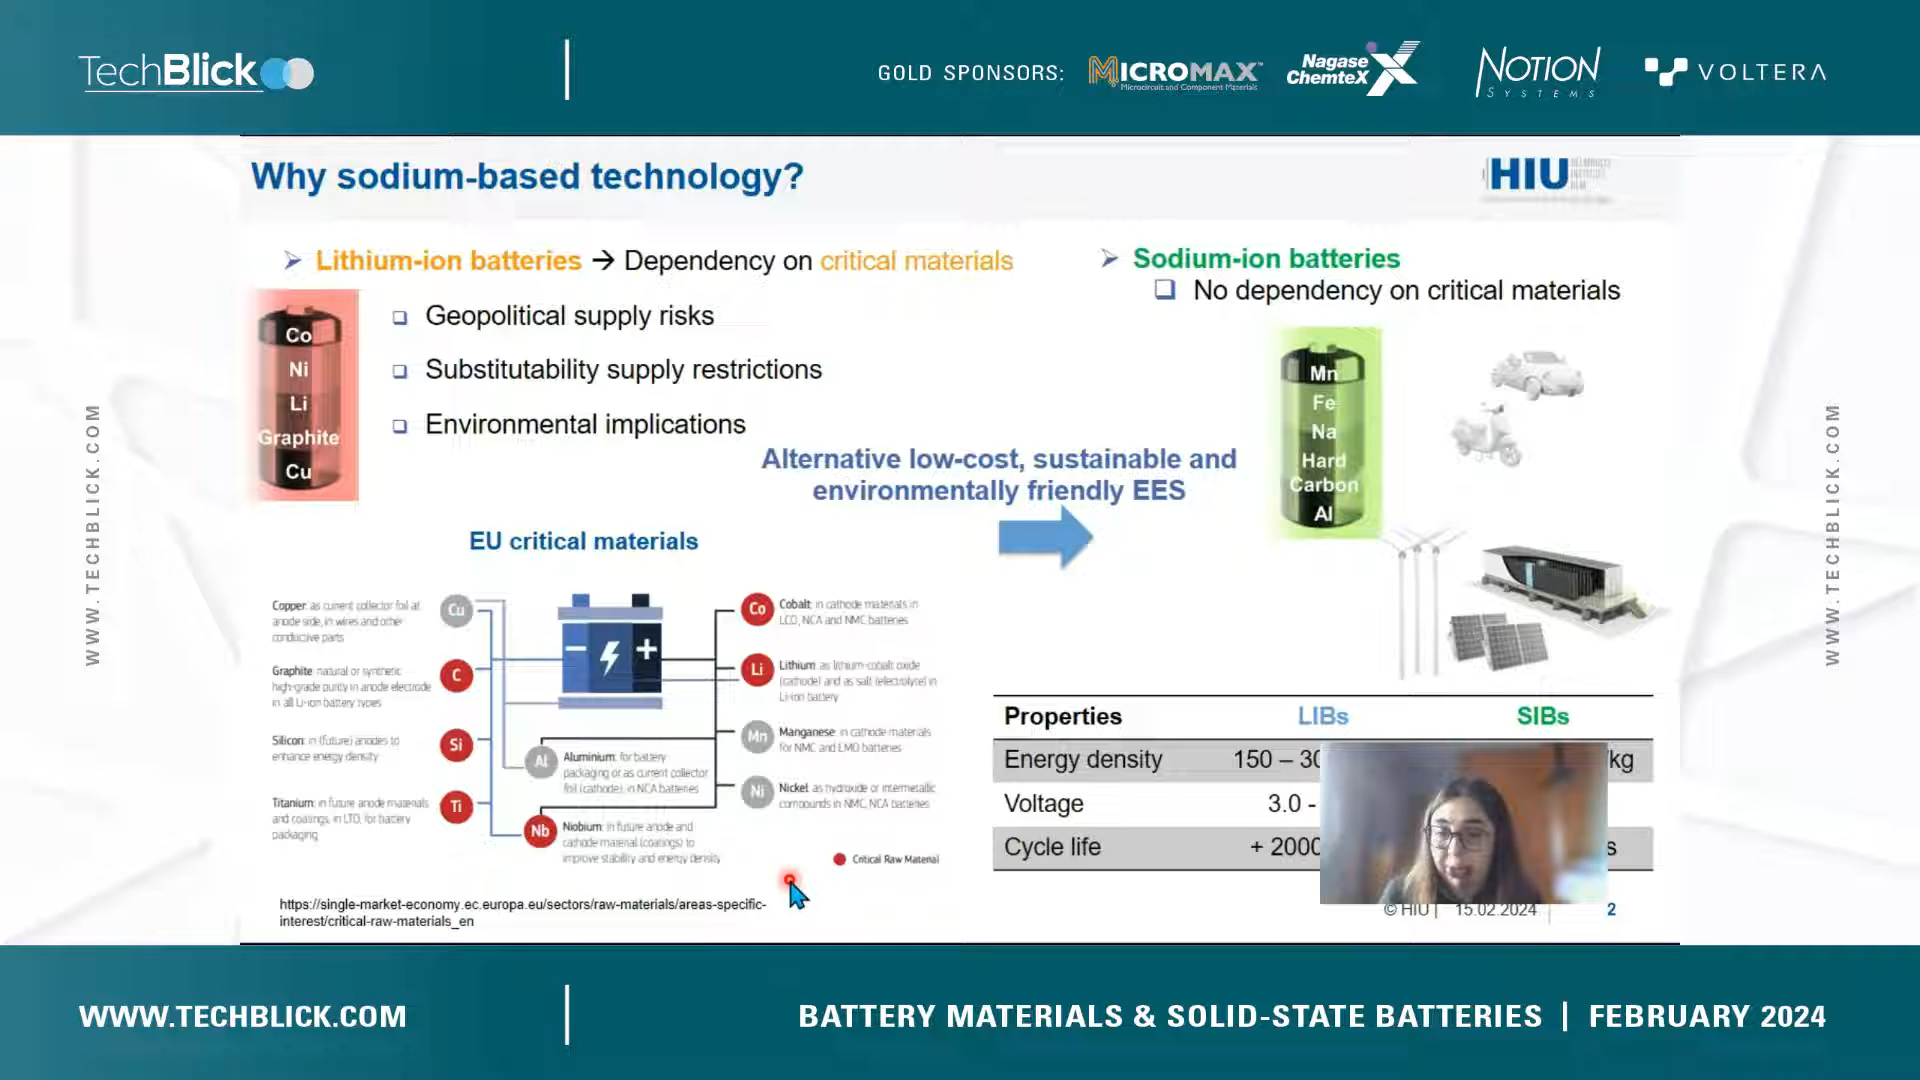 TechBlick
GOLD SPONSORS:
MICROMAX™
Microcircuit and Component Materials
Nagase
ChemteX
NOTION
SYSTEMS
VOLTERA
Why sodium-based technology?
HIU
Lithium-ion batteries → Dependency on critical materials
Geopolitical supply risks
Substitutability supply restrictions
Environmental implications
Co
Ni
Li
Graphite
Cu
Sodium-ion batteries
No dependency on critical materials
Mn
Fe
Na
Hard
Carbon
Al
Alternative low-cost, sustainable and
environmentally friendly EES
EU critical materials
Copper: as current collector foil at
anode side, in wires and other
conductive parts
Cu
Graphite: natural or synthetic
high-grade purity in anode electrode
in all Li-ion battery types
C
Silicon: in (future) anodes to
enhance energy density
Si
Titanium: in future anode materials
and coatings, in LTO, for battery
packaging
Ti
Al
Aluminium: for battery
packaging or as current collector
foil (cathode), in NCA batteries
Nb
Niobium: in future anode and
cathode material (coatings) to
improve stability and energy density
Co
Cobalt: in cathode materials in
LCO, NCA and NMC batteries
Li
Lithium: as lithium-cobalt oxide
(cathode) and as salt (electrolyte) in
Li-ion battery
Mn
Manganese: in cathode materials
for NMC and LMO batteries
Ni
Nickel: as hydroxide or intermetallic
compounds in NMC, NCA batteries
Critical Raw Material
https://single-market-economy.ec.europa.eu/sectors/raw-materials/areas-specific-
interest/critical-raw-materials_en
Properties LIBs SIBs
Energy density 150 – 30 /kg
Voltage 3.0 -
Cycle life + 2000 s
© HIU | 15.02.2024 2
WWW.TECHBLICK.COM
WWW.TECHBLICK.COM
WWW.TECHBLICK.COM
BATTERY MATERIALS & SOLID-STATE BATTERIES | FEBRUARY 2024